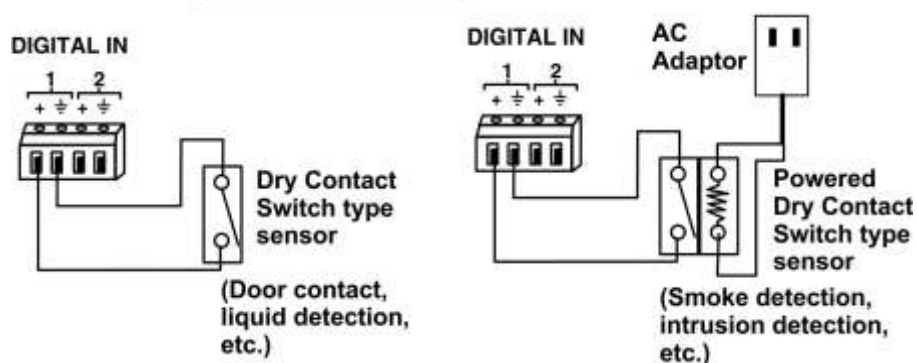 DIGITAL IN
1 2
+ ⏚ + ⏚
Dry Contact
Switch type
sensor
(Door contact,
liquid detection,
etc.)
DIGITAL IN
1 2
+ ⏚ + ⏚
AC
Adaptor
Powered
Dry Contact
Switch type
sensor
(Smoke detection,
intrusion detection,
etc.)